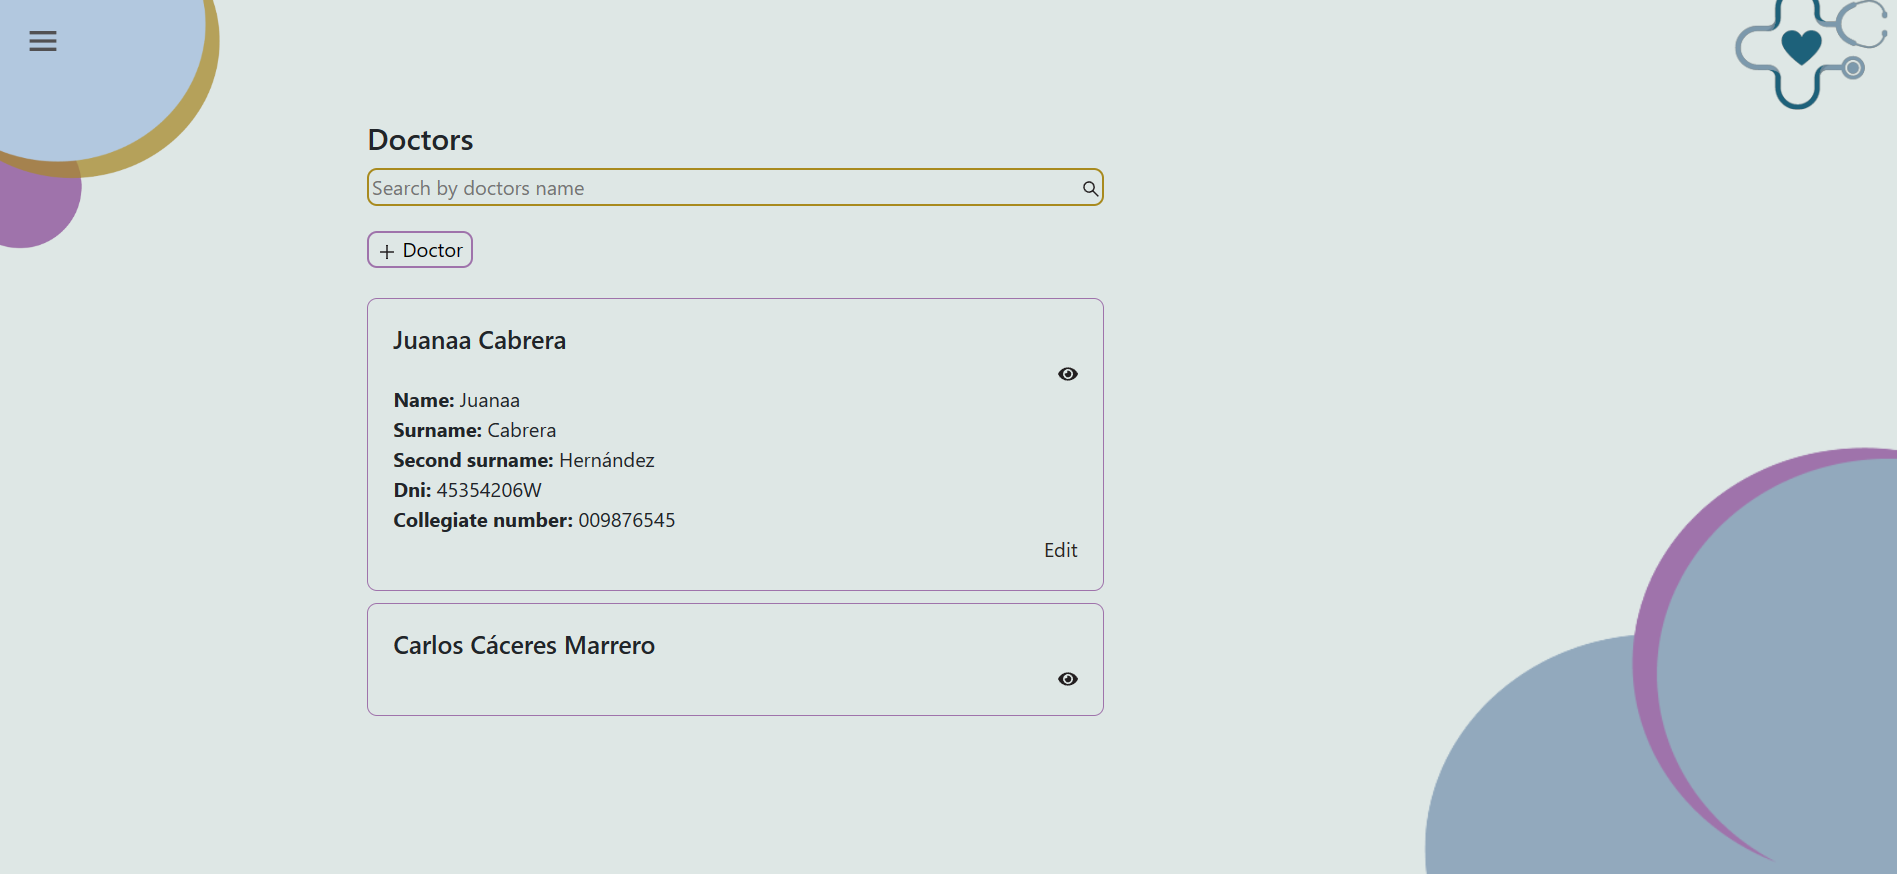 Doctors
Search by doctors name
+ Doctor
Juanaa Cabrera
Name: Juanaa
Surname: Cabrera
Second surname: Hernández
Dni: 45354206W
Collegiate number: 009876545
Edit
Carlos Cáceres Marrero